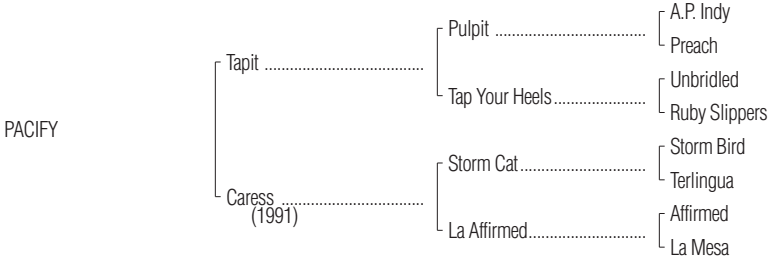 A.P. Indy
Pulpit ........................................
Preach
Tapit ..........................................
Unbridled
Tap Your Heels........................
Ruby Slippers
PACIFY
Storm Bird
Storm Cat.................................
Terlingua
Caress ......................................
(1991)
Affirmed
La Affirmed..............................
La Mesa